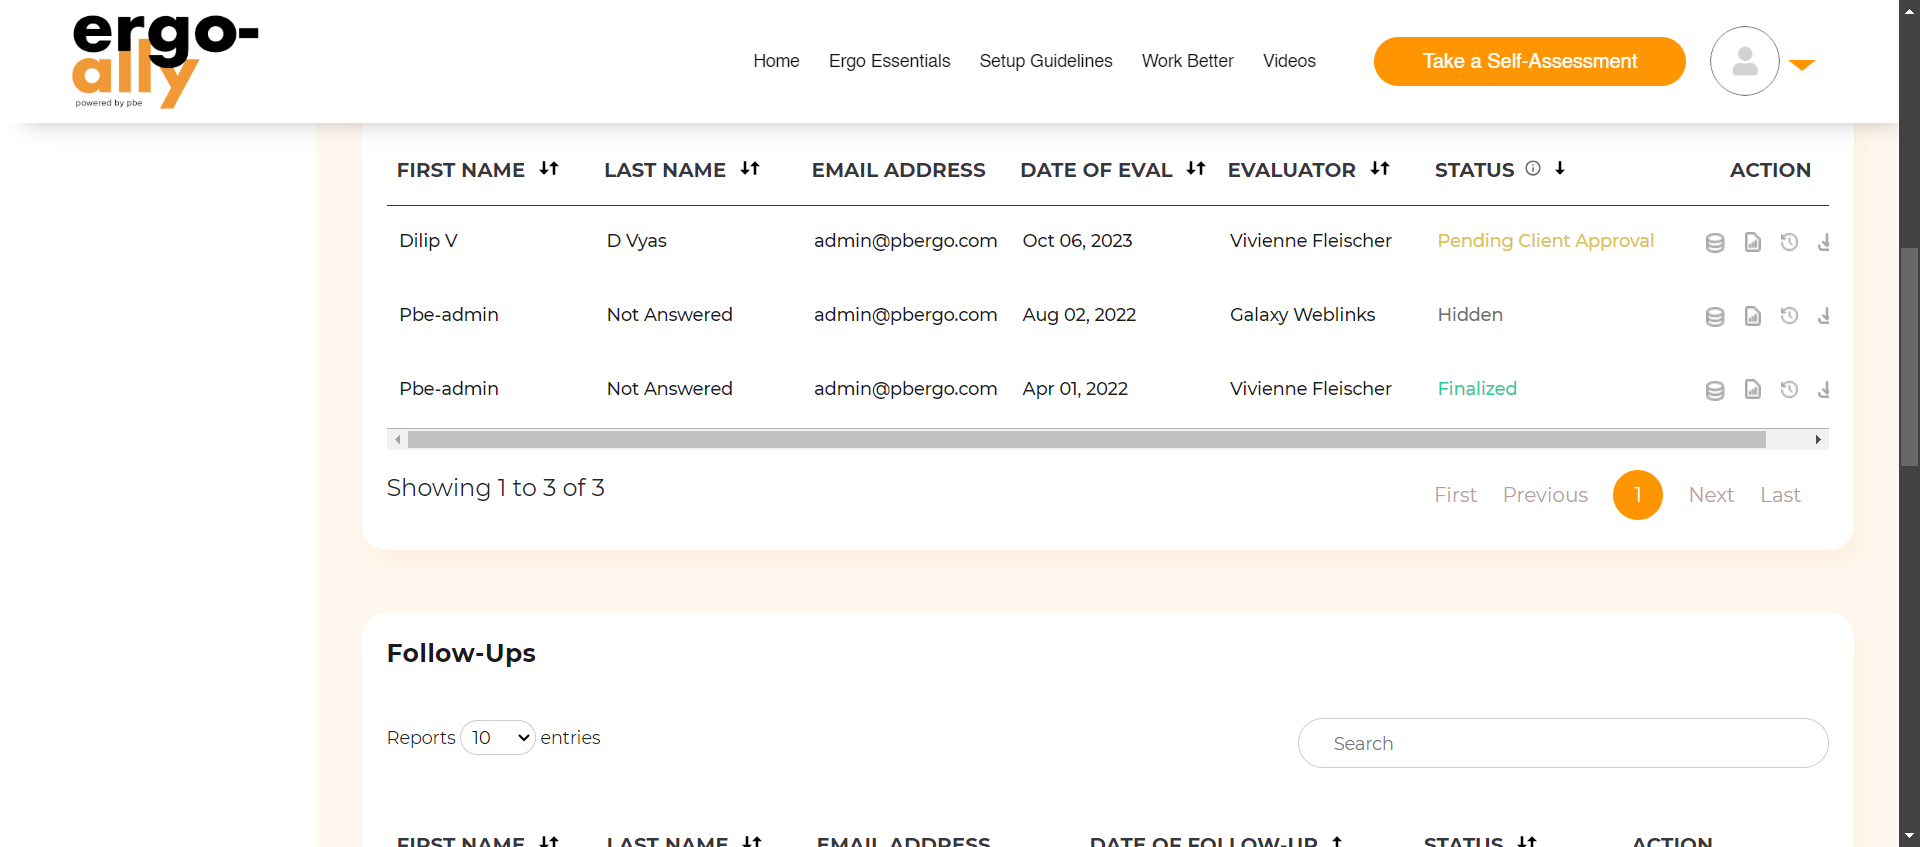 ergo-
ally
powered by pbe
Home Ergo Essentials Setup Guidelines Work Better Videos Take a Self-Assessment
FIRST NAME LAST NAME EMAIL ADDRESS DATE OF EVAL EVALUATOR STATUS ACTION
Dilip V D Vyas admin@pbergo.com Oct 06, 2023 Vivienne Fleischer Pending Client Approval
Pbe-admin Not Answered admin@pbergo.com Aug 02, 2022 Galaxy Weblinks Hidden
Pbe-admin Not Answered admin@pbergo.com Apr 01, 2022 Vivienne Fleischer Finalized
Showing 1 to 3 of 3
First Previous 1 Next Last
Follow-Ups
Reports 10 entries Search
FIRST NAME LAST NAME EMAIL ADDRESS DATE OF FOLLOW-UP STATUS ACTION